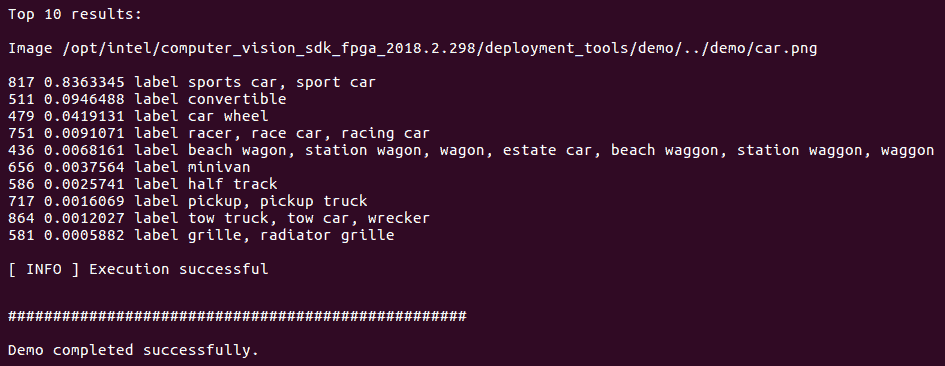 Top 10 results:
Image /opt/intel/computer_vision_sdk_fpga_2018.2.298/deployment_tools/demo/../demo/car.png
817 0.8363345 label sports car, sport car
511 0.0946488 label convertible
479 0.0419131 label car wheel
751 0.0091071 label racer, race car, racing car
436 0.0068161 label beach wagon, station wagon, wagon, estate car, beach waggon, station waggon, waggon
656 0.0037564 label minivan
586 0.0025741 label half track
717 0.0016069 label pickup, pickup truck
864 0.0012027 label tow truck, tow car, wrecker
581 0.0005882 label grille, radiator grille
[ INFO ] Execution successful
###################################################
Demo completed successfully.